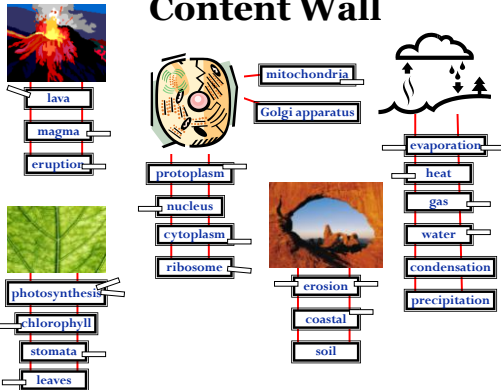 Content Wall
lava
magma
eruption
mitochondria
Golgi apparatus
protoplasm
nucleus
cytoplasm
ribosome
evaporation
heat
gas
water
condensation
precipitation
photosynthesis
chlorophyll
stomata
leaves
erosion
coastal
soil